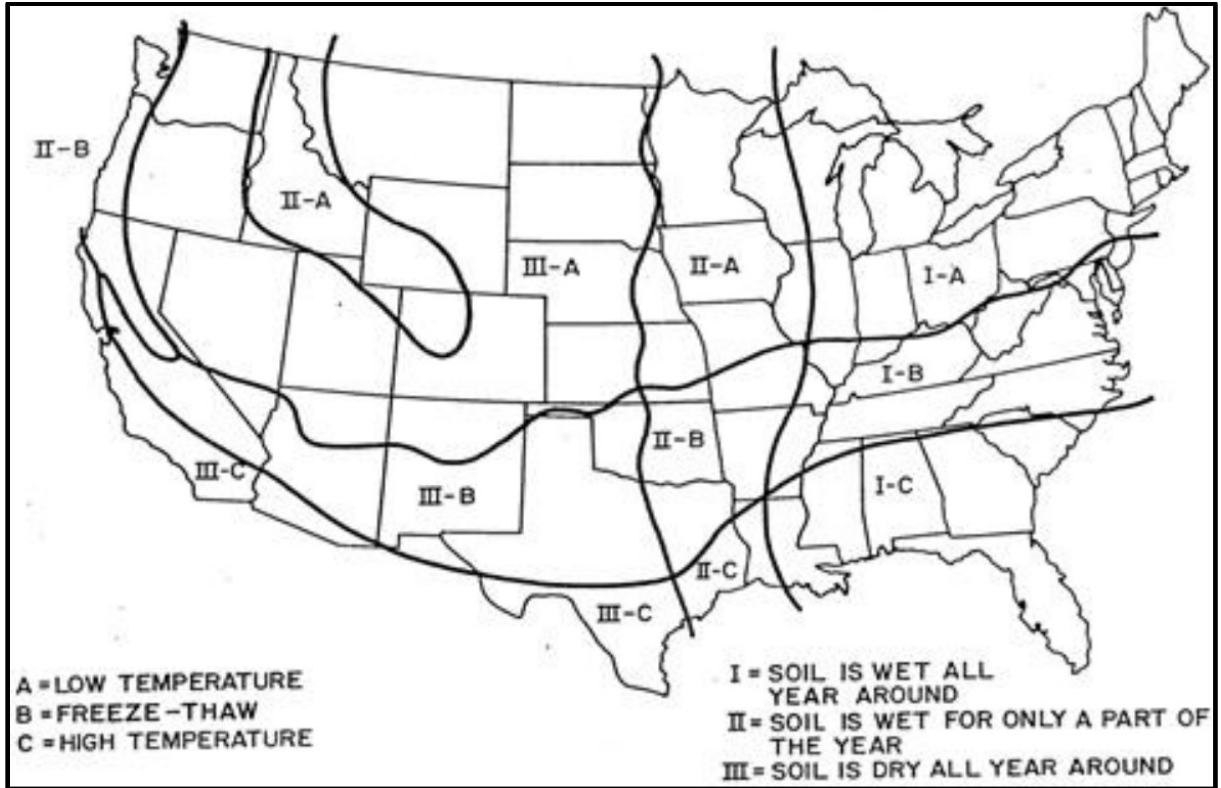 II-B
II-A
III-A
II-A
I-A
I-B
II-B
III-C
III-B
I-C
II-C
III-C
A = LOW TEMPERATURE
B = FREEZE-THAW
C = HIGH TEMPERATURE
I = SOIL IS WET ALL
YEAR AROUND
II = SOIL IS WET FOR ONLY A PART OF
THE YEAR
III = SOIL IS DRY ALL YEAR AROUND